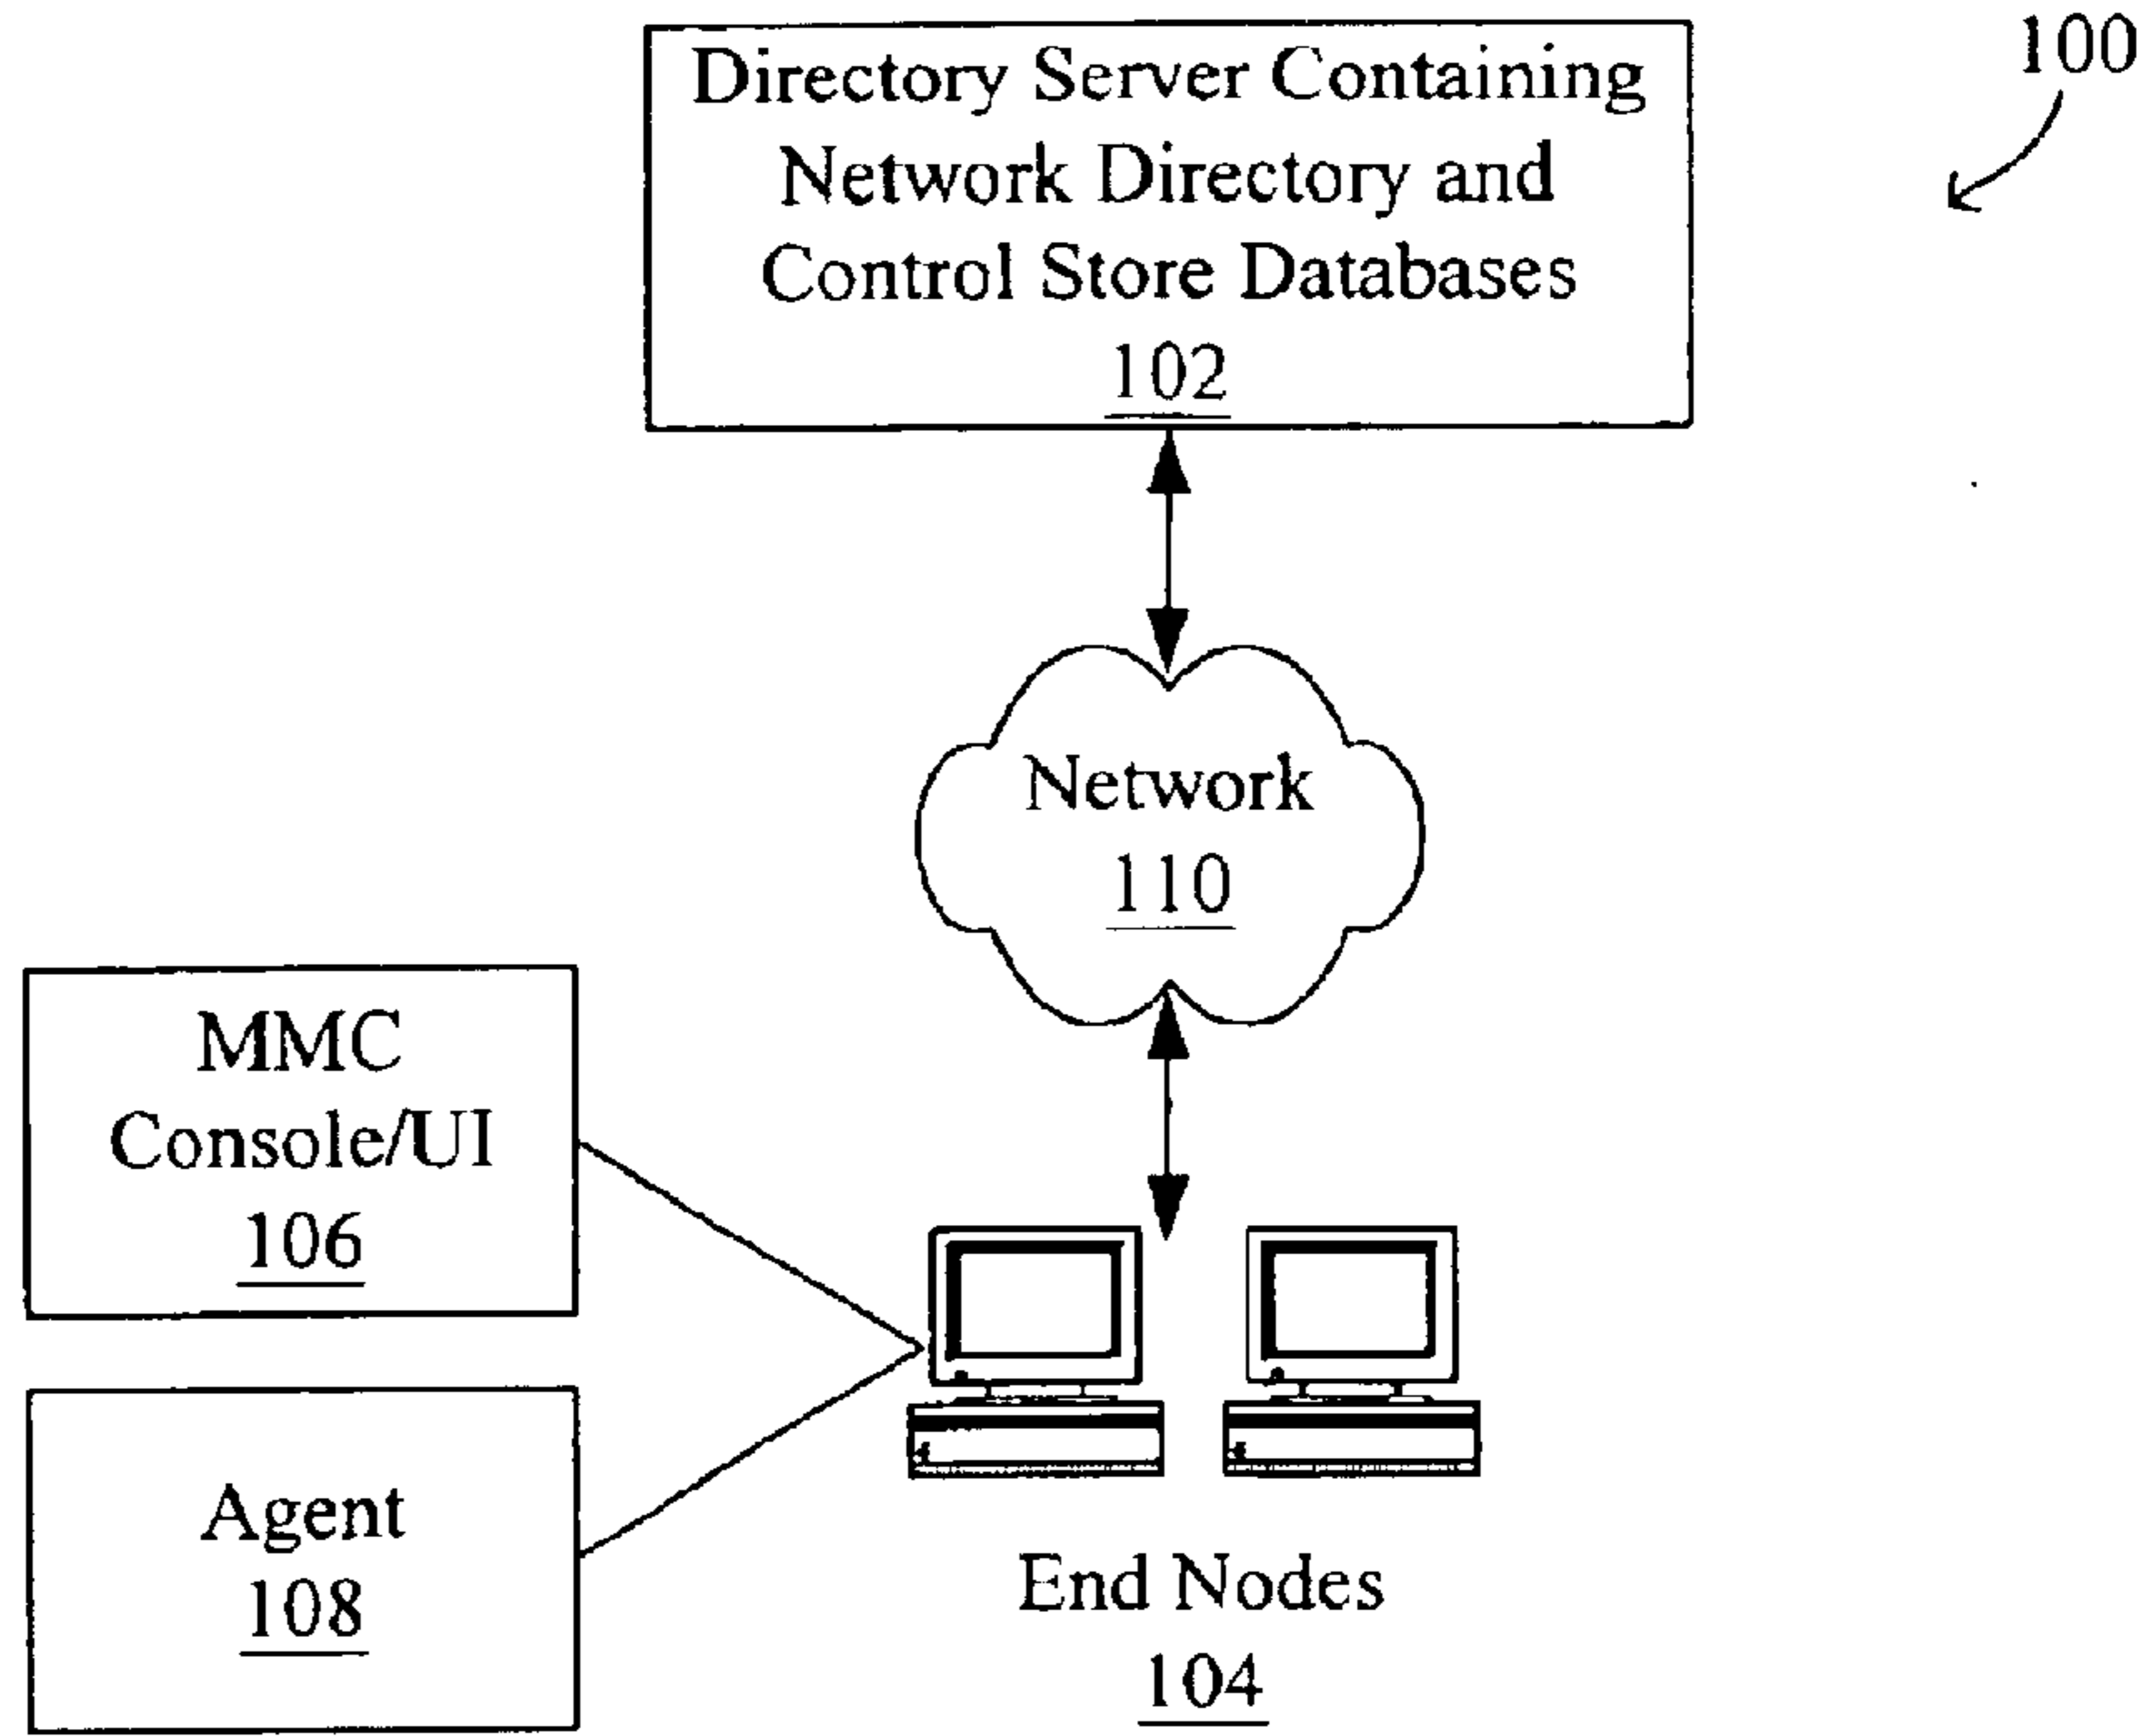 Directory Server Containing
Network Directory and
Control Store Databases
102
100
Network
110
MMC
Console/UI
106
Agent
108
End Nodes
104